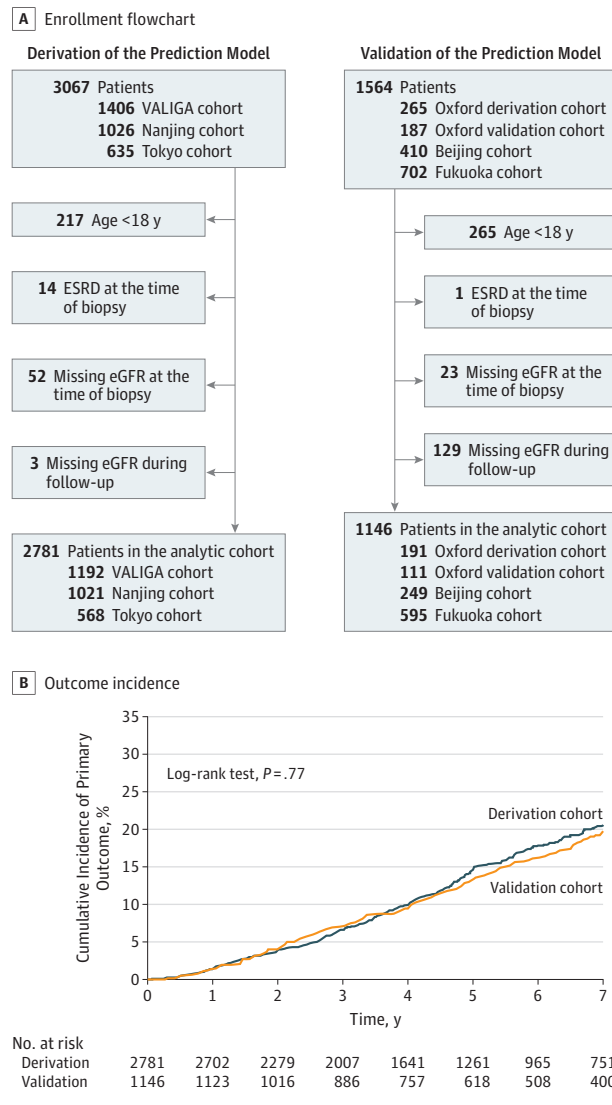 A Enrollment flowchart
Derivation of the Prediction Model
3067 Patients
1406 VALIGA cohort
1026 Nanjing cohort
635 Tokyo cohort
217 Age <18 y
14 ESRD at the time
of biopsy
52 Missing eGFR at the
time of biopsy
3 Missing eGFR during
follow-up
2781 Patients in the analytic cohort
1192 VALIGA cohort
1021 Nanjing cohort
568 Tokyo cohort
Validation of the Prediction Model
1564 Patients
265 Oxford derivation cohort
187 Oxford validation cohort
410 Beijing cohort
702 Fukuoka cohort
265 Age <18 y
1 ESRD at the time
of biopsy
23 Missing eGFR at the
time of biopsy
129 Missing eGFR during
follow-up
1146 Patients in the analytic cohort
191 Oxford derivation cohort
111 Oxford validation cohort
249 Beijing cohort
595 Fukuoka cohort
B Outcome incidence
Cumulative Incidence of Primary
Outcome, %
35
30
25
20
15
10
5
0
Log-rank test, P = .77
Derivation cohort
Validation cohort
0 1 2 3 4 5 6 7
Time, y
No. at risk
Derivation 2781 2702 2279 2007 1641 1261 965 751
Validation 1146 1123 1016 886 757 618 508 400